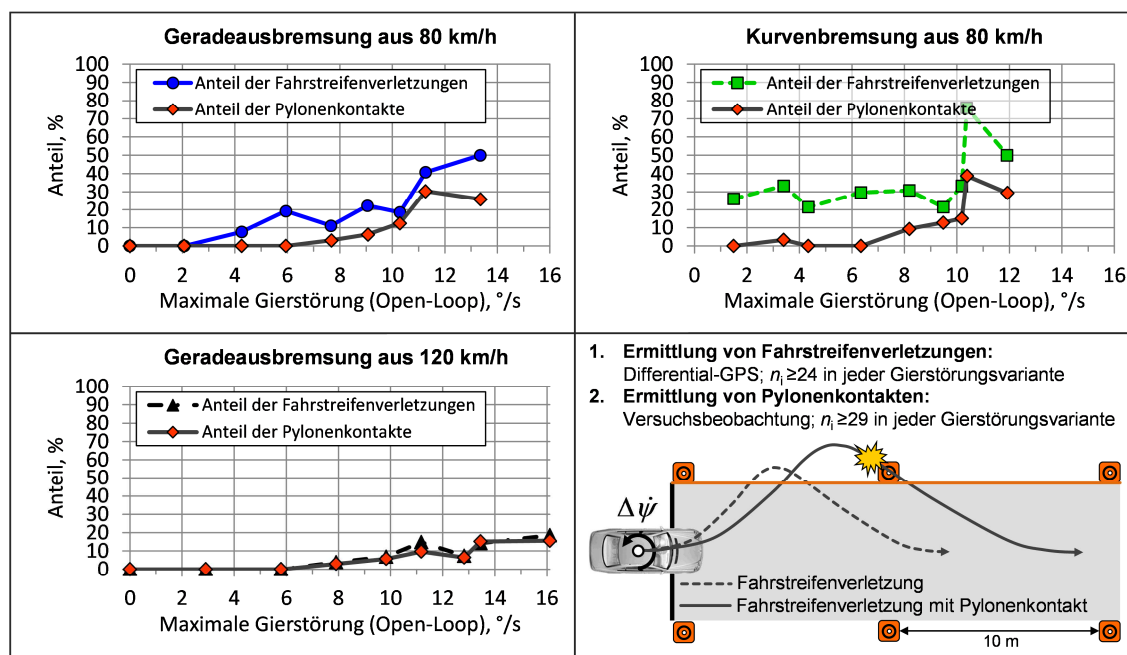 Geradeausbremsung aus 80 km/h
Anteil, %
100
90
80
70
60
50
40
30
20
10
0
Anteil der Fahrstreifenverletzungen
Anteil der Pylonenkontakte
0 2 4 6 8 10 12 14 16
Maximale Gierstörung (Open-Loop), °/s
Kurvenbremsung aus 80 km/h
Anteil, %
100
90
80
70
60
50
40
30
20
10
0
Anteil der Fahrstreifenverletzungen
Anteil der Pylonenkontakte
0 2 4 6 8 10 12 14 16
Maximale Gierstörung (Open-Loop), °/s
Geradeausbremsung aus 120 km/h
Anteil, %
100
90
80
70
60
50
40
30
20
10
0
Anteil der Fahrstreifenverletzungen
Anteil der Pylonenkontakte
0 2 4 6 8 10 12 14 16
Maximale Gierstörung (Open-Loop), °/s
1. Ermittlung von Fahrstreifenverletzungen:
Differential-GPS; nᵢ ≥24 in jeder Gierstörungsvariante
2. Ermittlung von Pylonenkontakten:
Versuchsbeobachtung; nᵢ ≥29 in jeder Gierstörungsvariante
Δψ̇
Fahrstreifenverletzung
Fahrstreifenverletzung mit Pylonenkontakt
10 m